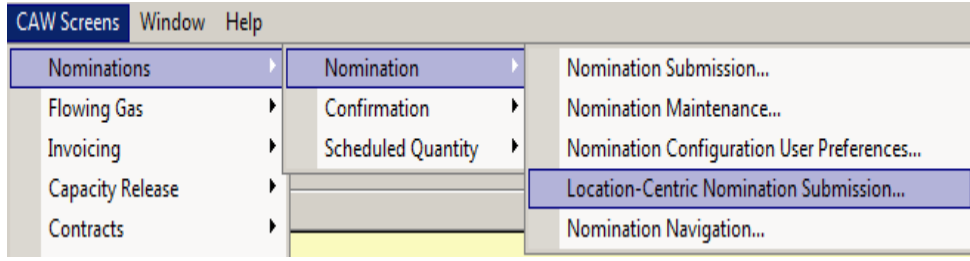 CAW Screens Window Help
Nominations
Flowing Gas
Invoicing
Capacity Release
Contracts
Nomination
Confirmation
Scheduled Quantity
Nomination Submission...
Nomination Maintenance...
Nomination Configuration User Preferences...
Location-Centric Nomination Submission...
Nomination Navigation...